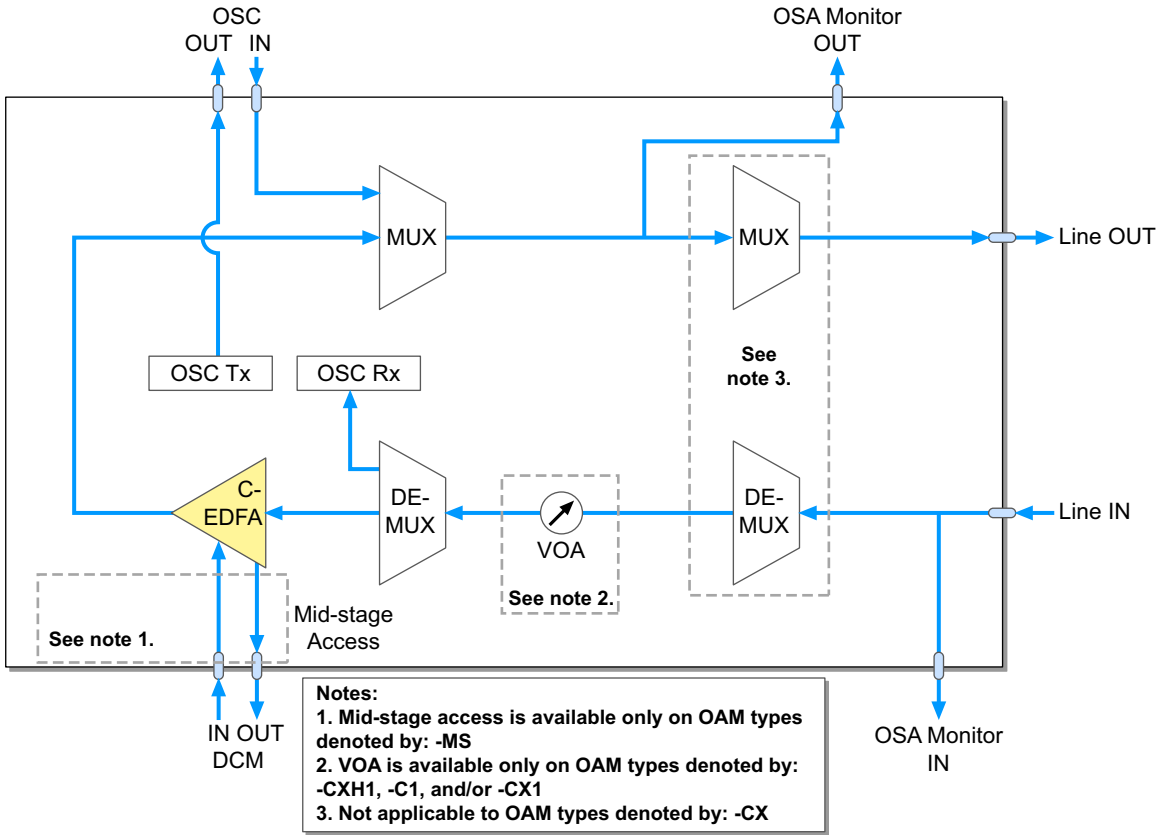 OSC
OUT IN
OSA Monitor
OUT
MUX
MUX
Line OUT
See
note 3.
OSC Tx
OSC Rx
C-
EDFA
DE-
MUX
VOA
DE-
MUX
Line IN
See note 2.
See note 1.
Mid-stage
Access
IN OUT
DCM
OSA Monitor
IN
Notes:
1. Mid-stage access is available only on OAM types
denoted by: -MS
2. VOA is available only on OAM types denoted by:
-CXH1, -C1, and/or -CX1
3. Not applicable to OAM types denoted by: -CX